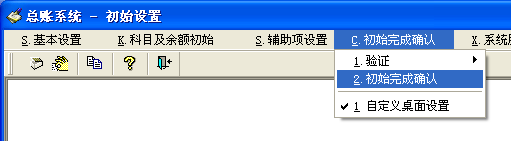 总账系统 - 初始设置
S.基本设置 K.科目及余额初始 S.辅助项设置 C.初始完成确认 X.系统
1.验证
2.初始完成确认
1 自定义桌面设置